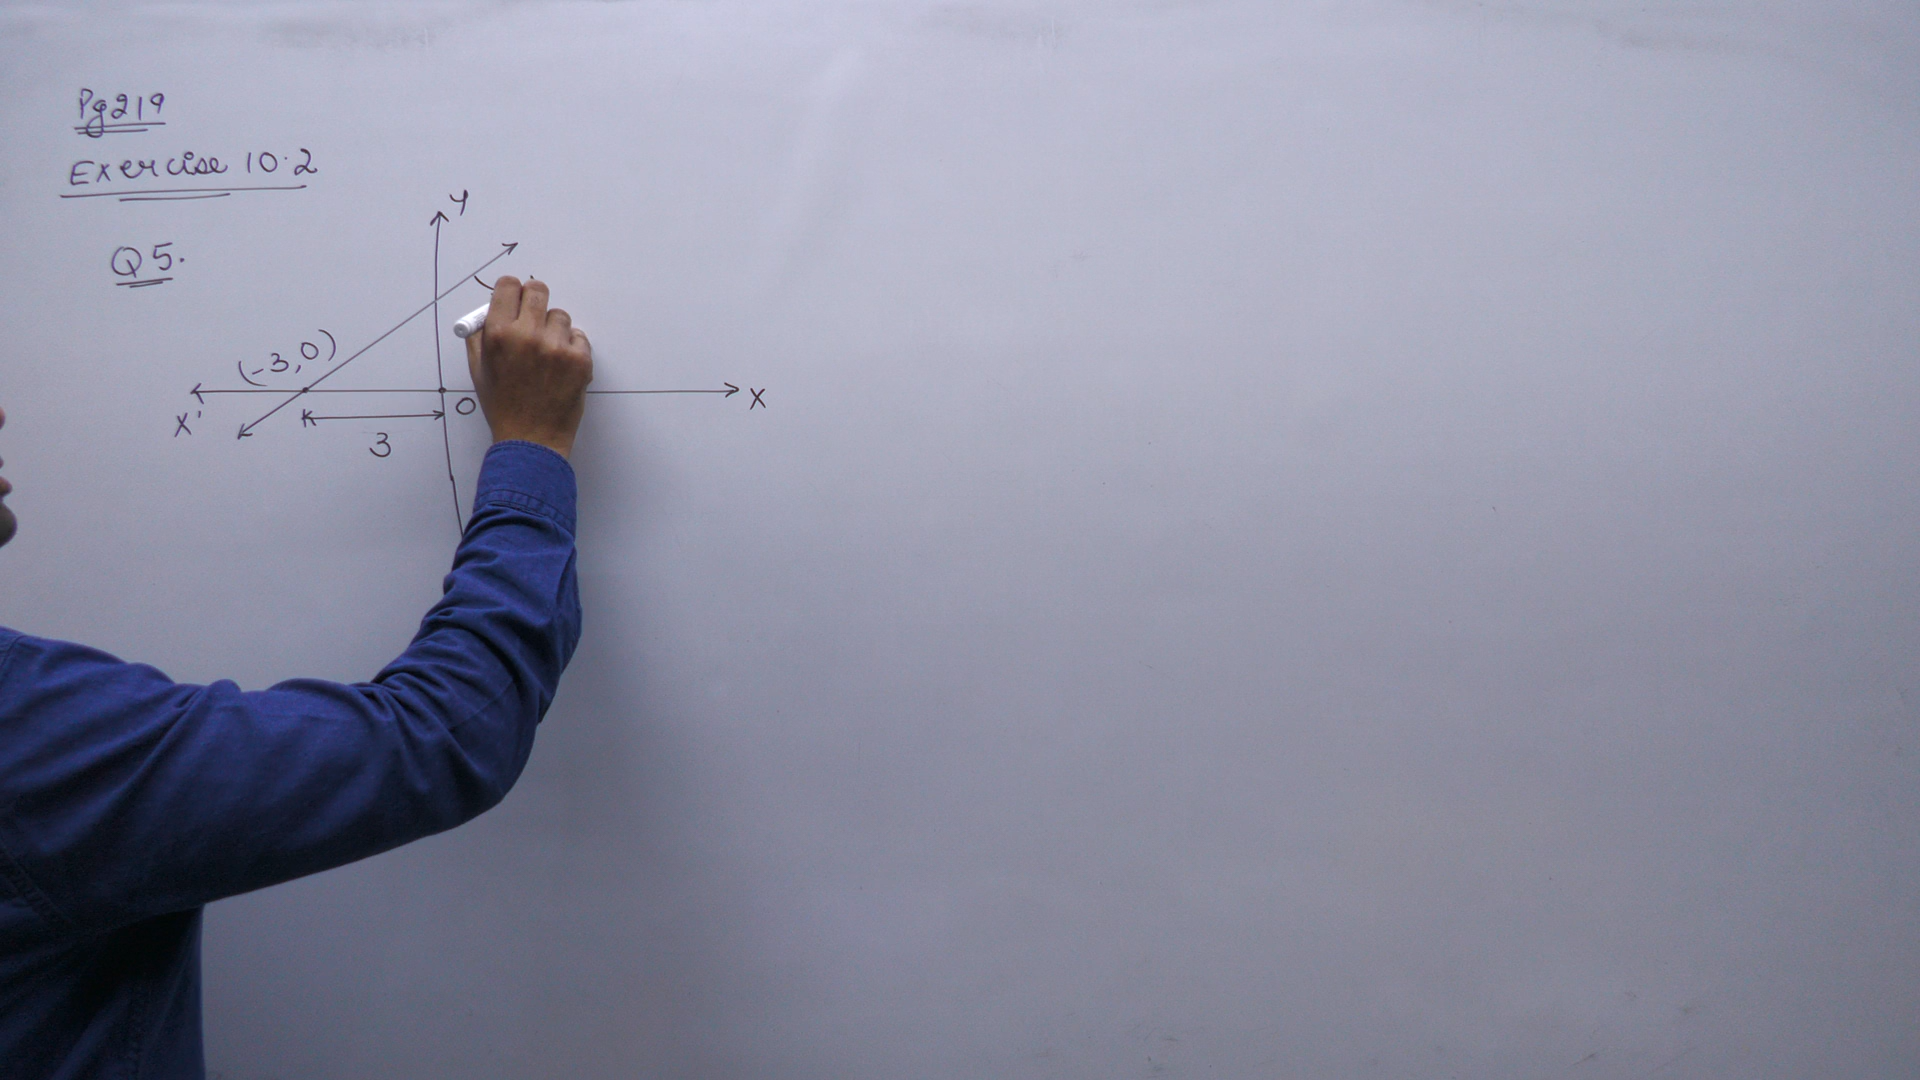 Pg219
Exercise 10.2
Q5.
Y
(-3,0)
X'
O
X
3